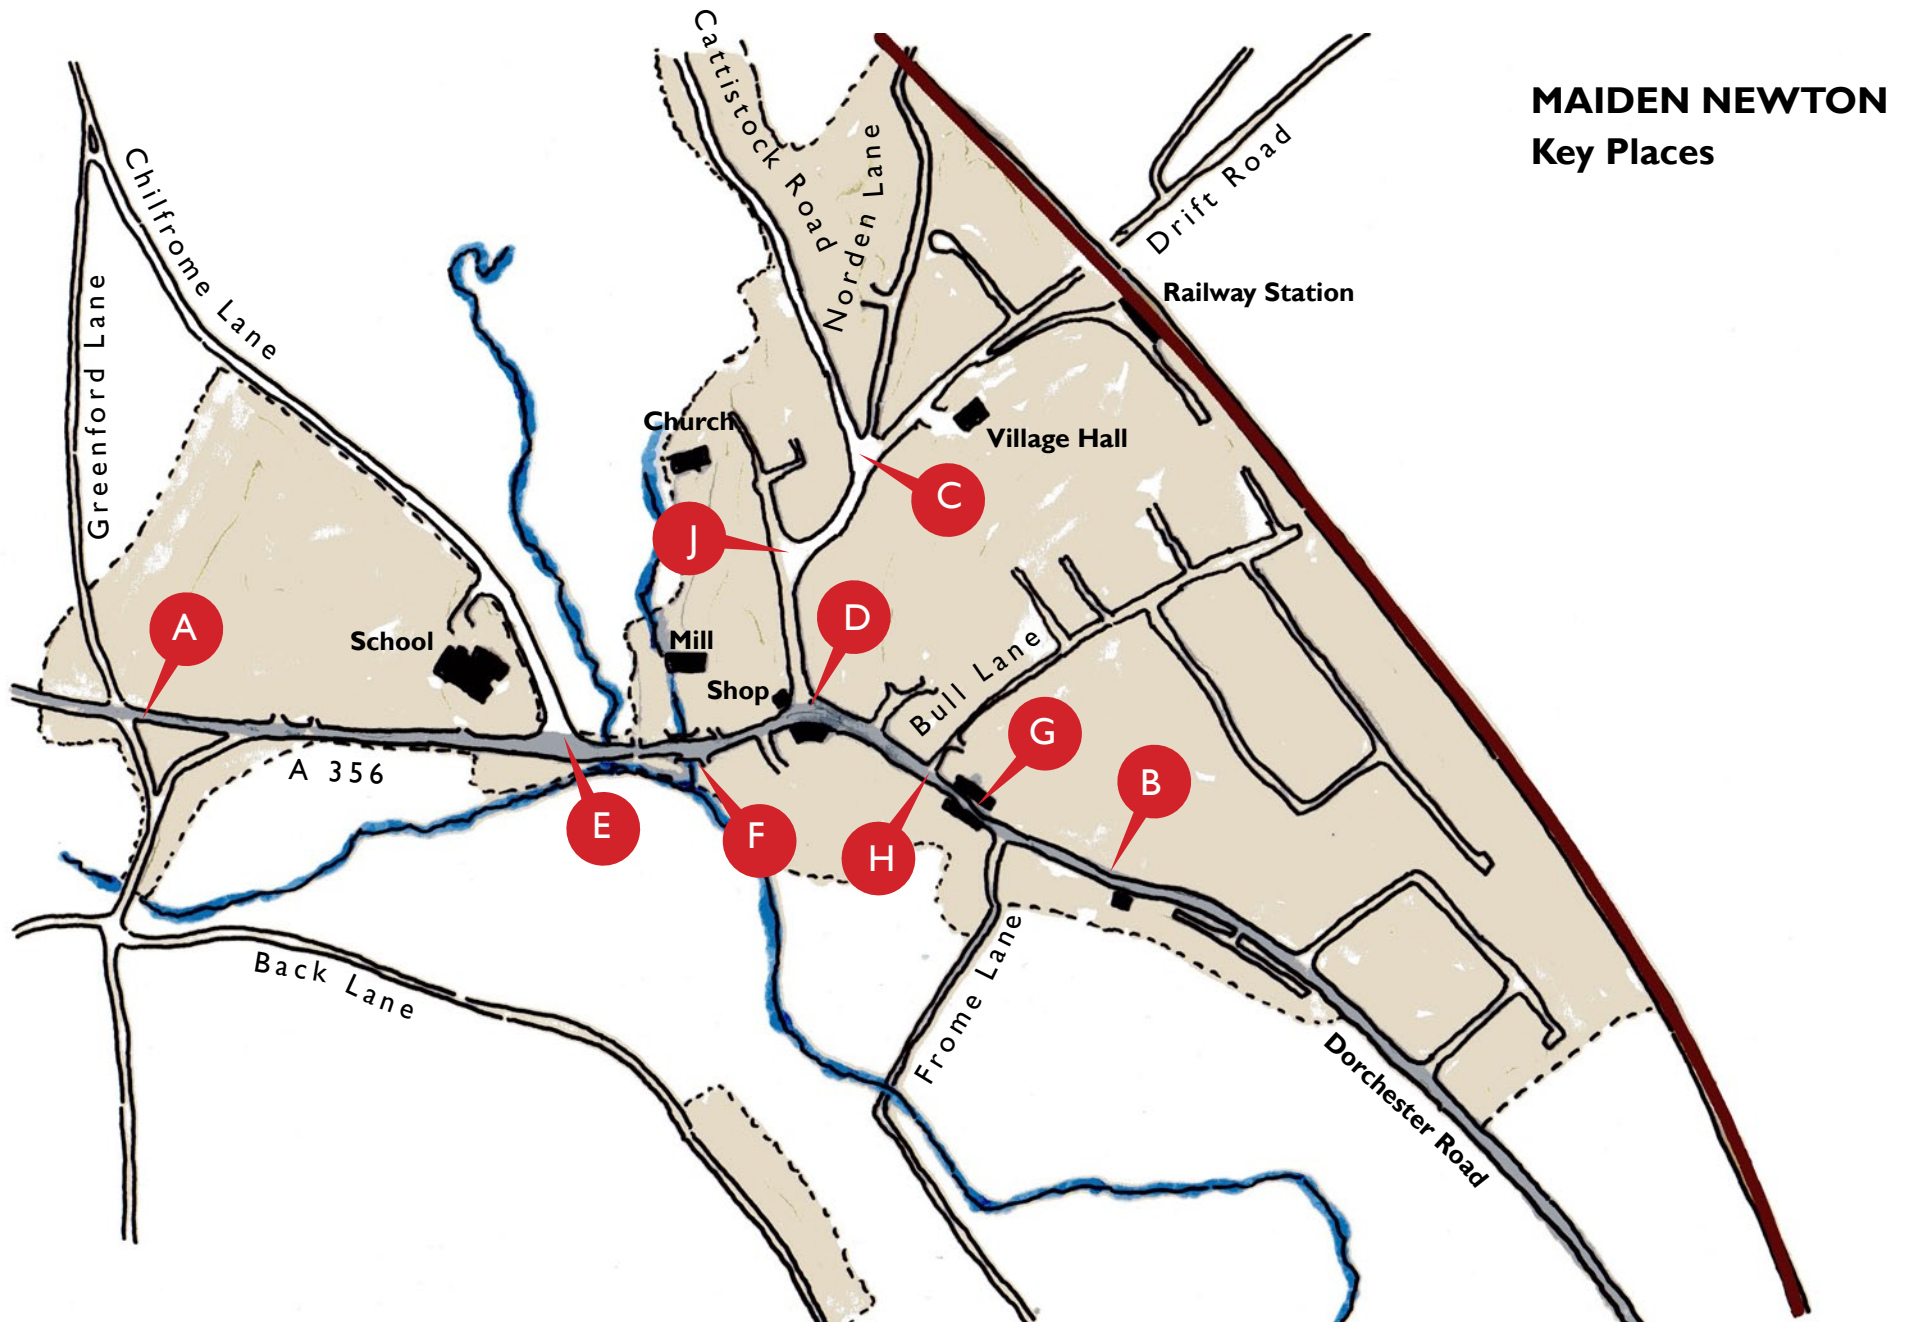 MAIDEN NEWTON
Key Places
Cattistock Road
Norden Lane
Drift Road
Chilfrome Lane
Greenford Lane
Railway Station
Church
Village Hall
C
J
D
A
School
Mill
Shop
Bull Lane
G
A 356
B
E
F
H
Frome Lane
Back Lane
Dorchester Road